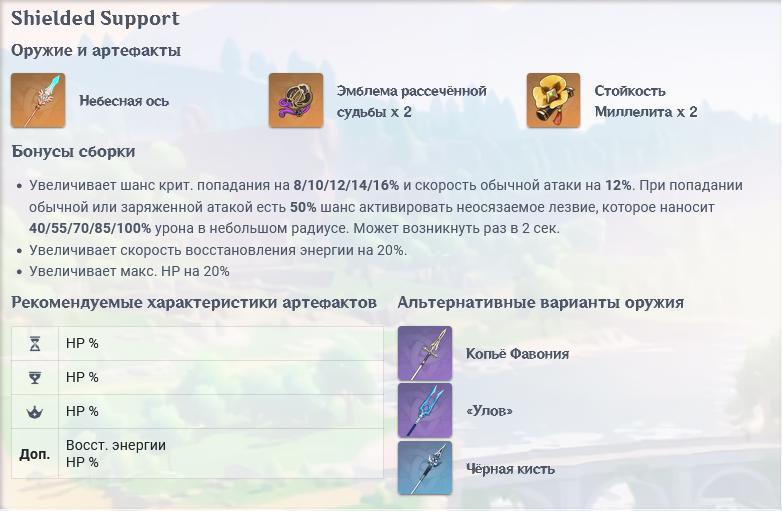 Shielded Support
Оружие и артефакты
Небесная ось
Эмблема рассечённой
судьбы x 2
Стойкость
Миллелита x 2
Бонусы сборки
Увеличивает шанс крит. попадания на 8/10/12/14/16% и скорость обычной атаки на 12%. При попадании
обычной или заряженной атакой есть 50% шанс активировать неосязаемое лезвие, которое наносит
40/55/70/85/100% урона в небольшом радиусе. Может возникнуть раз в 2 сек.
Увеличивает скорость восстановления энергии на 20%.
Увеличивает макс. HP на 20%
Рекомендуемые характеристики артефактов
HP %
HP %
HP %
Доп.
Восст. энергии
HP %
Альтернативные варианты оружия
Копьё Фавония
«Улов»
Чёрная кисть